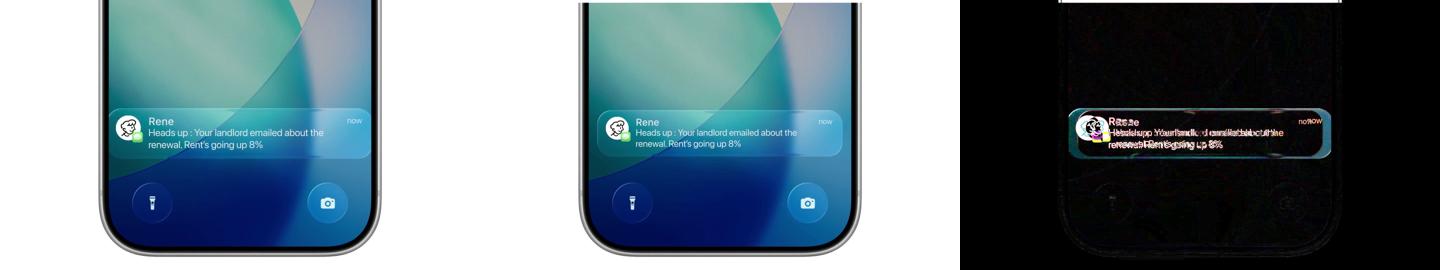 Rene
now
Heads up : Your landlord emailed about the
renewal. Rent's going up 8%
Rene
now
Heads up : Your landlord emailed about the
renewal. Rent's going up 8%